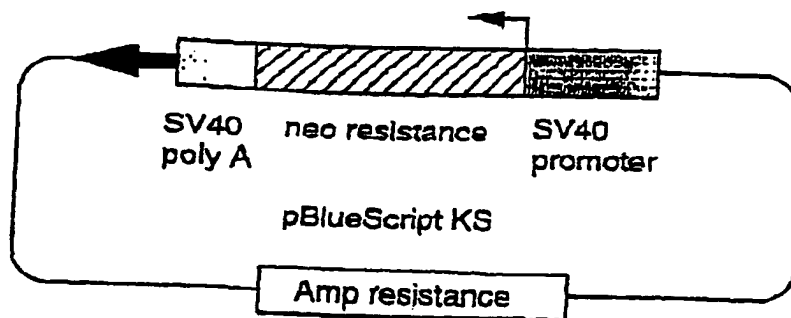 SV40
poly A
neo resistance
SV40
promoter
pBlueScript KS
Amp resistance